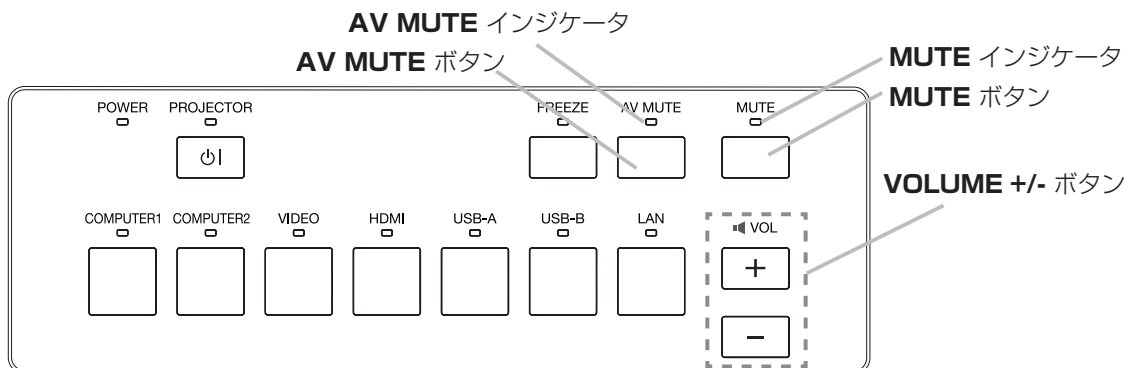 AV MUTE インジケータ
AV MUTE ボタン
MUTE インジケータ
MUTE ボタン
POWER PROJECTOR FREEZE AV MUTE MUTE
VOLUME +/- ボタン
COMPUTER1 COMPUTER2 VIDEO HDMI USB-A USB-B LAN VOL
+
-